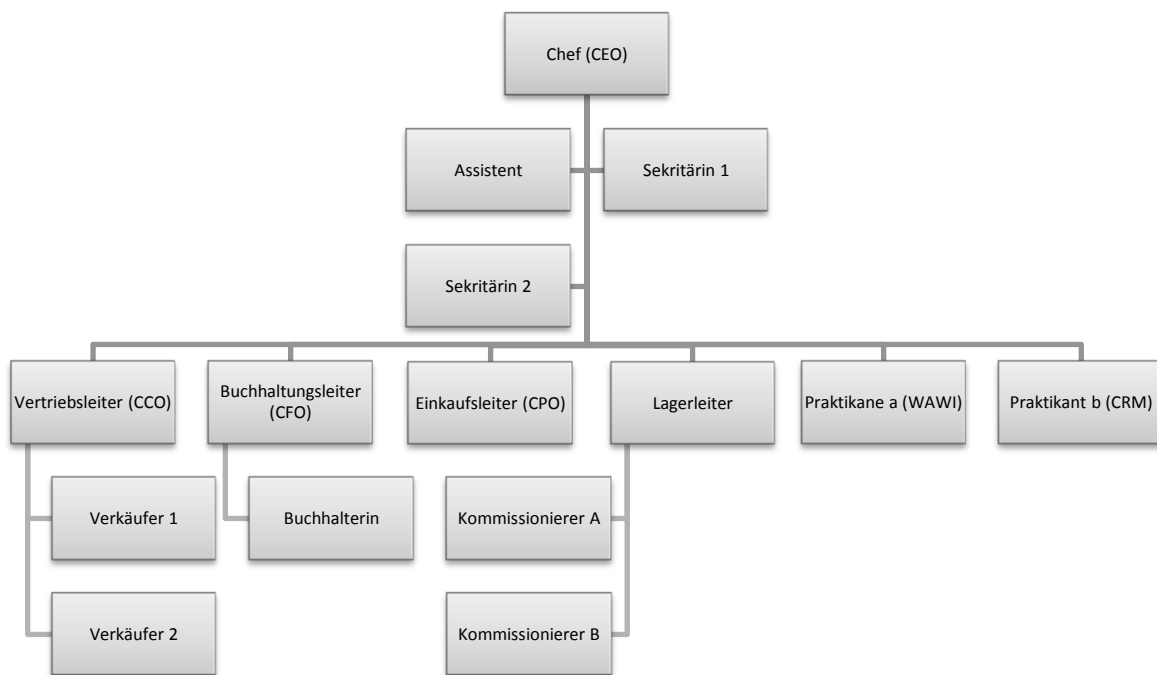 Chef (CEO)
Assistent
Sekritärin 1
Sekritärin 2
Vertriebsleiter (CCO)
Buchhaltungsleiter
(CFO)
Einkaufsleiter (CPO)
Lagerleiter
Praktikane a (WAWI)
Praktikant b (CRM)
Verkäufer 1
Buchhalterin
Kommissionierer A
Verkäufer 2
Kommissionierer B